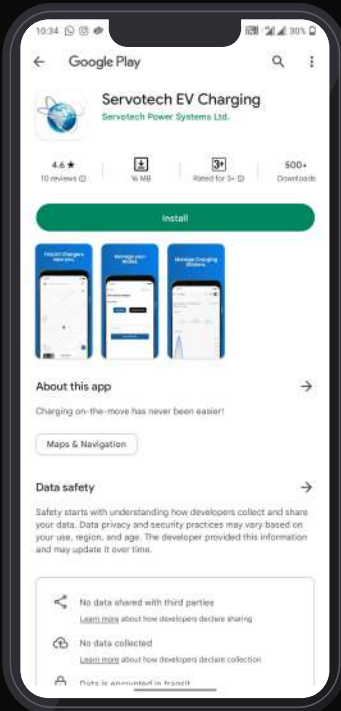 10:34
30%
Google Play
Servotech EV Charging
Servotech Power Systems Ltd.
4.6 ★
10 reviews
16 MB
3+
Rated for 3+
500+
Downloads
Install
Find EV Chargers
near you.
Manage your
Wallet.
Manage Charging
Stations.
About this app
Charging on-the-move has never been easier!
Maps & Navigation
Data safety
Safety starts with understanding how developers collect and share
your data. Data privacy and security practices may vary based on
your use, region, and age. The developer provided this information
and may update it over time.
No data shared with third parties
Learn more about how developers declare sharing
No data collected
Learn more about how developers declare collection
Data is encrypted in transit